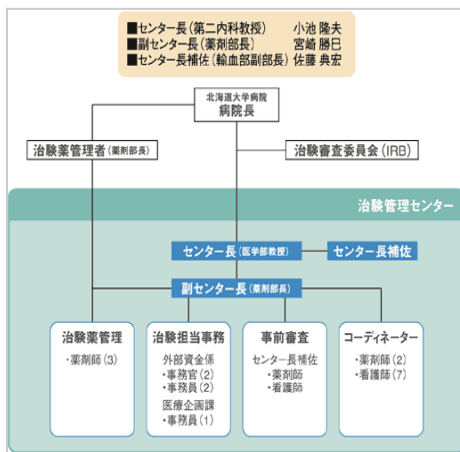 ■センター長（第二内科教授） 小池 隆夫
■副センター長（薬剤部長） 宮崎 勝巳
■センター長補佐（輸血部副部長） 佐藤 典宏
北海道大学病院
病院長
治験薬管理者（薬剤部長）
治験審査委員会（IRB）
治験管理センター
センター長（医学部教授）
センター長補佐
副センター長（薬剤部長）
治験薬管理
・薬剤師（3）
治験担当事務
外部資金係
・事務官（2）
・事務員（2）
医療企画課
・事務員（1）
事前審査
センター長補佐
・薬剤師
・看護師
コーディネーター
・薬剤師（2）
・看護師（7）